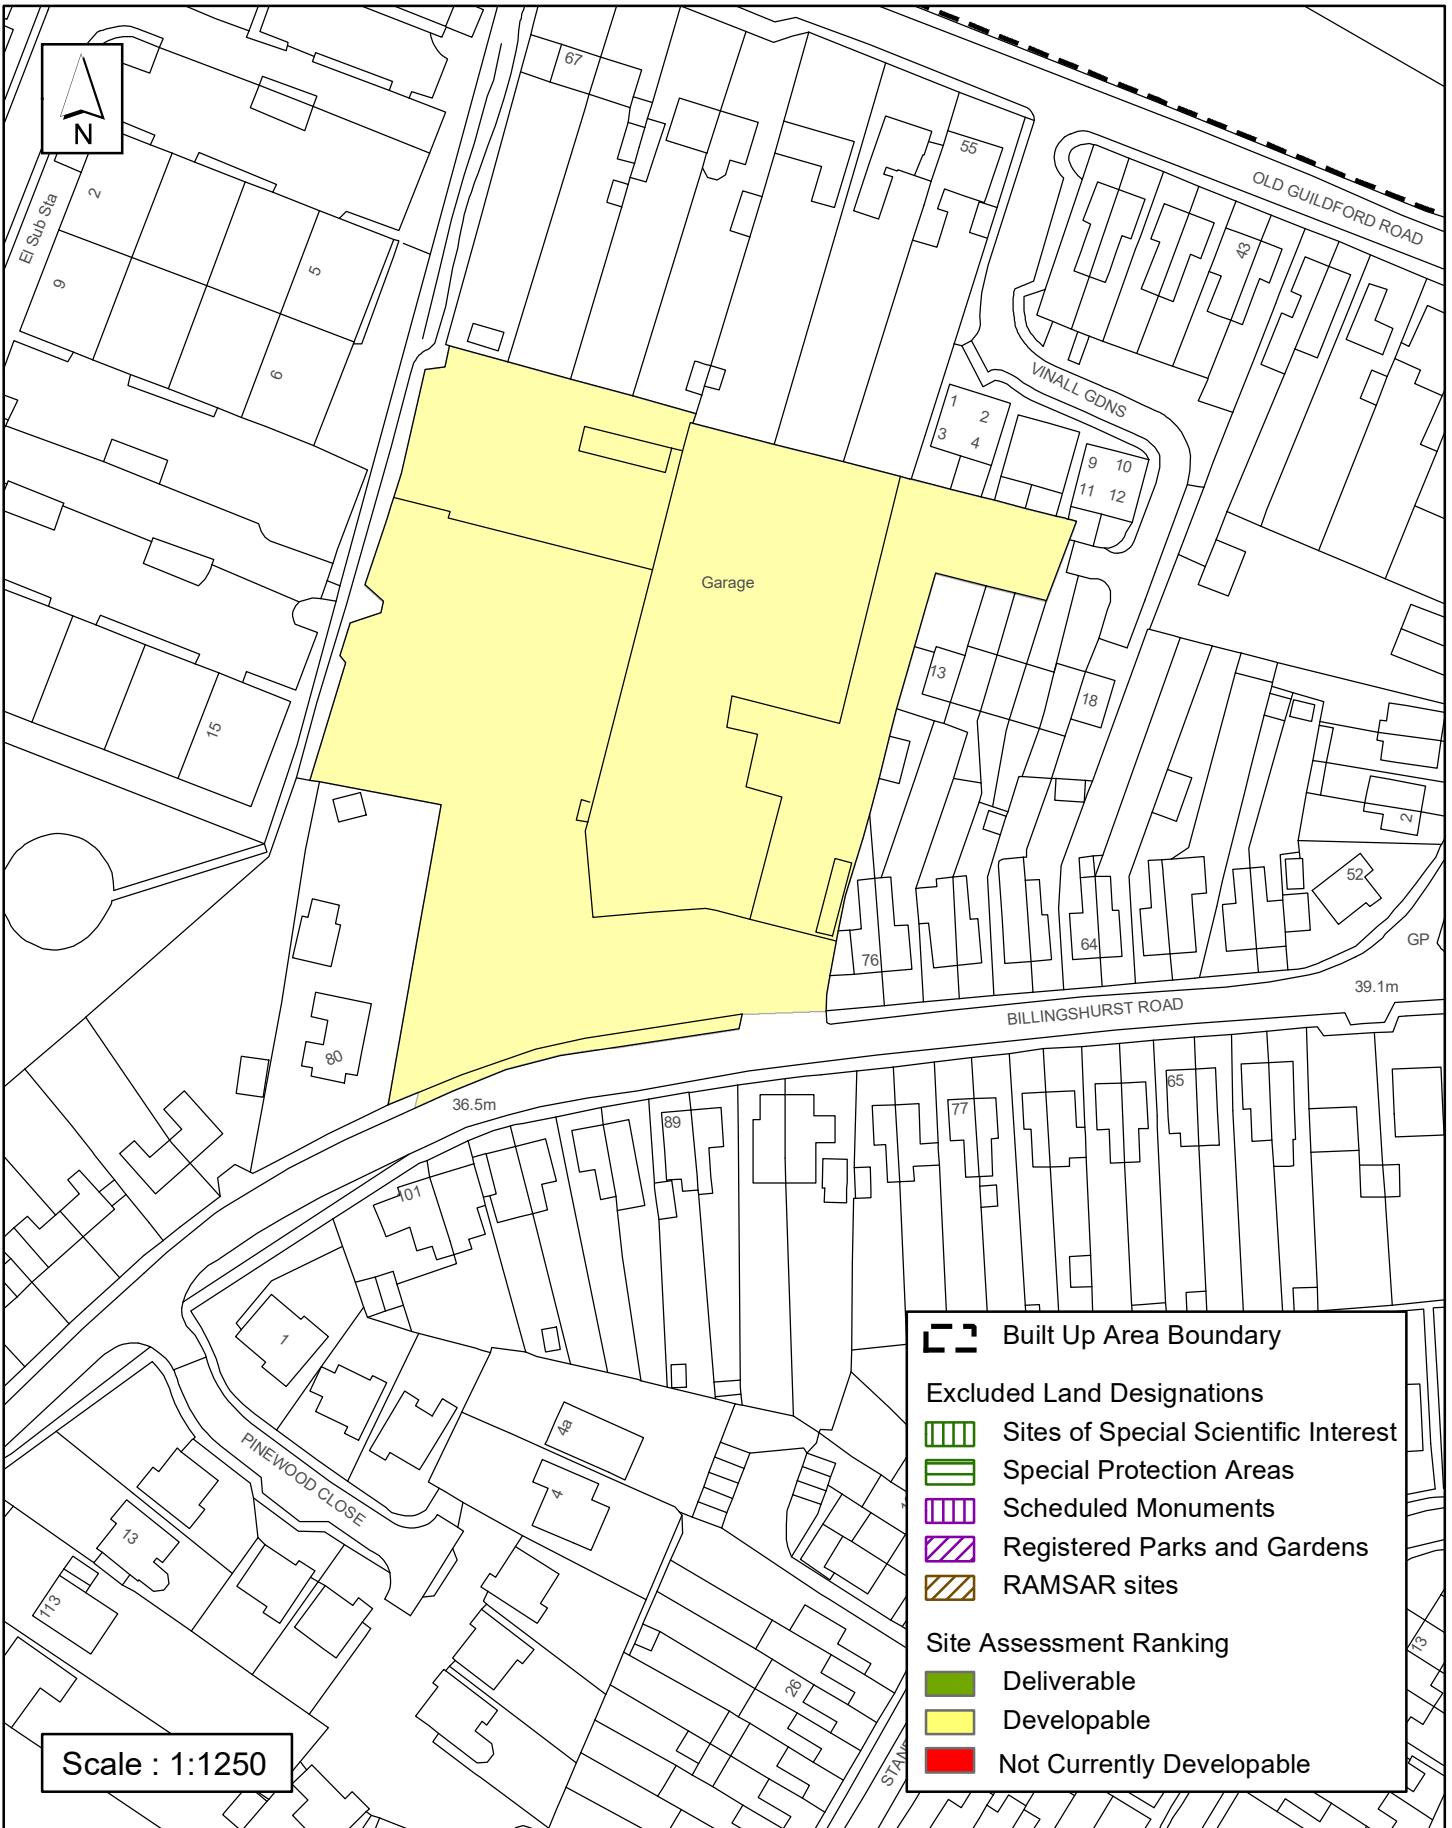 67
55
N
OLD GUILDFORD ROAD
El Sub Sta
2
5
9
6
43
VINALL GDNS
1
2
3
4
9
10
11
12
Garage
13
18
15
2
52
76
64
GP
39.1m
BILLINGSHURST ROAD
80
36.5m
89
77
65
101
1
4a
4
PINEWOOD CLOSE
13
113
26
13
Scale : 1:1250
Built Up Area Boundary
Excluded Land Designations
Sites of Special Scientific Interest
Special Protection Areas
Scheduled Monuments
Registered Parks and Gardens
RAMSAR sites
Site Assessment Ranking
Deliverable
Developable
Not Currently Developable